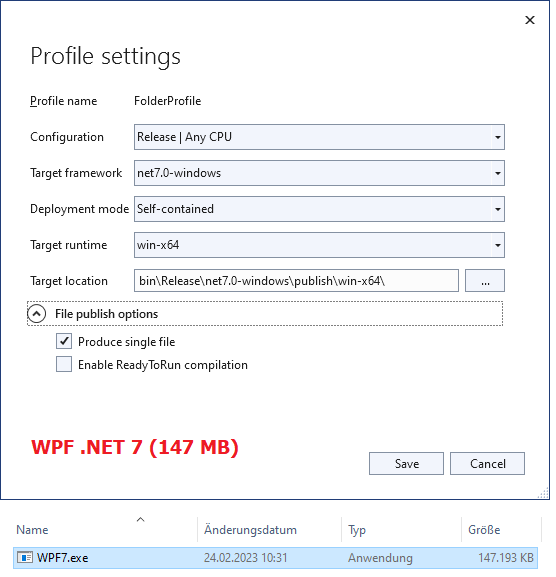 Profile settings
Profile name FolderProfile
Configuration Release | Any CPU
Target framework net7.0-windows
Deployment mode Self-contained
Target runtime win-x64
Target location bin\Release\net7.0-windows\publish\win-x64\ ...
File publish options
Produce single file
Enable ReadyToRun compilation
WPF .NET 7 (147 MB)
Save Cancel
Name Änderungsdatum Typ Größe
WPF7.exe 24.02.2023 10:31 Anwendung 147.193 KB